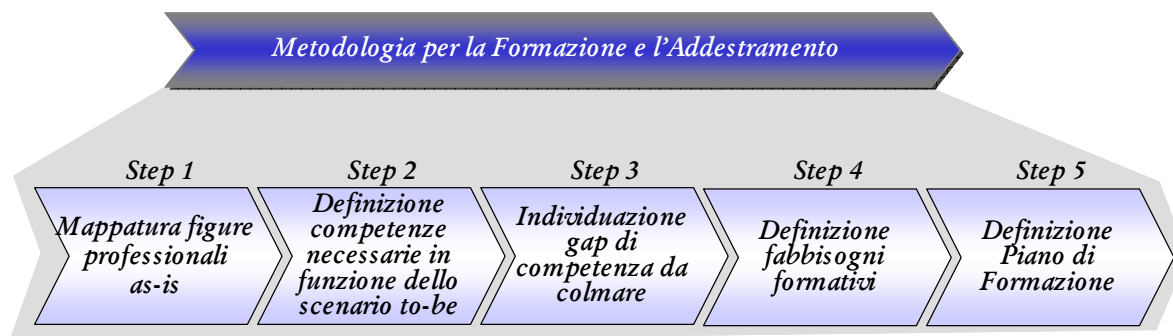 Metodologia per la Formazione e l'Addestramento
Step 1
Step 2
Step 3
Step 4
Step 5
Mappatura figure
professionali
as-is
Definizione
competenze
necessarie in
funzione dello
scenario to-be
Individuazione
gap di
competenza da
colmare
Definizione
fabbisogni
formativi
Definizione
Piano di
Formazione